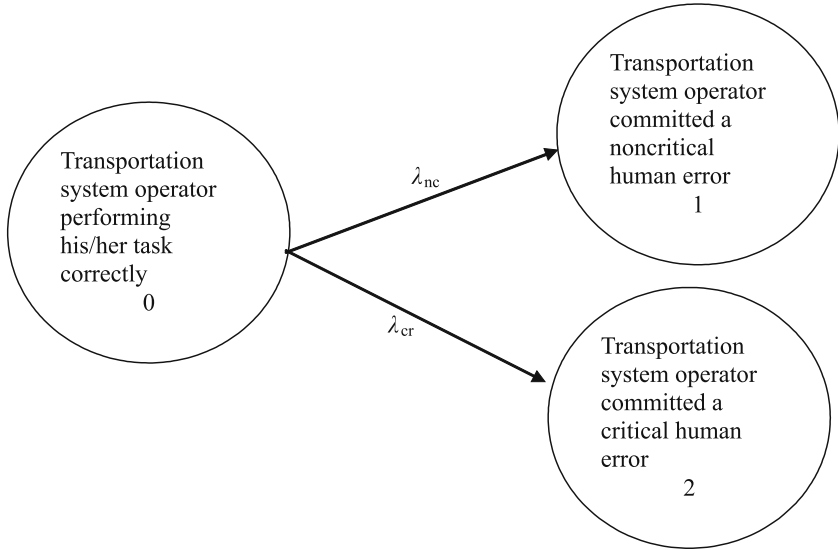 Transportation
system operator
performing
his/her task
correctly
0
λnc
λcr
Transportation
system operator
committed a
noncritical
human error
1
Transportation
system operator
committed a
critical human
error
2